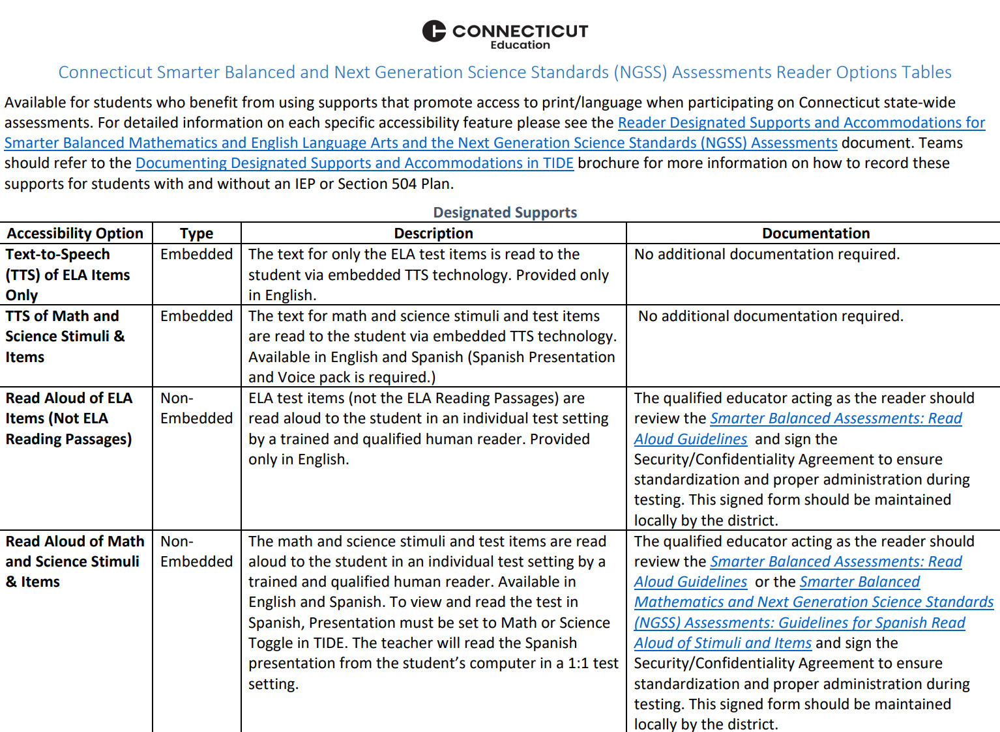 CONNECTICUT
Education
Connecticut Smarter Balanced and Next Generation Science Standards (NGSS) Assessments Reader Options Tables
Available for students who benefit from using supports that promote access to print/language when participating on Connecticut state-wide
assessments. For detailed information on each specific accessibility feature please see the Reader Designated Supports and Accommodations for
Smarter Balanced Mathematics and English Language Arts and the Next Generation Science Standards (NGSS) Assessments document. Teams
should refer to the Documenting Designated Supports and Accommodations in TIDE brochure for more information on how to record these
supports for students with and without an IEP or Section 504 Plan.
Designated Supports
Accessibility Option
Type
Description
Documentation
Text-to-Speech
(TTS) of ELA Items
Only
Embedded
The text for only the ELA test items is read to the
student via embedded TTS technology. Provided only
in English.
No additional documentation required.
TTS of Math and
Science Stimuli &
Items
Embedded
The text for math and science stimuli and test items
are read to the student via embedded TTS technology.
Available in English and Spanish (Spanish Presentation
and Voice pack is required.)
No additional documentation required.
Read Aloud of ELA
Items (Not ELA
Reading Passages)
Non-
Embedded
ELA test items (not the ELA Reading Passages) are
read aloud to the student in an individual test setting
by a trained and qualified human reader. Provided
only in English.
The qualified educator acting as the reader should
review the Smarter Balanced Assessments: Read
Aloud Guidelines and sign the
Security/Confidentiality Agreement to ensure
standardization and proper administration during
testing. This signed form should be maintained
locally by the district.
Read Aloud of Math
and Science Stimuli
& Items
Non-
Embedded
The math and science stimuli and test items are read
aloud to the student in an individual test setting by a
trained and qualified human reader. Available in
English and Spanish. To view and read the test in
Spanish, Presentation must be set to Math or Science
Toggle in TIDE. The teacher will read the Spanish
presentation from the student’s computer in a 1:1 test
setting.
The qualified educator acting as the reader should
review the Smarter Balanced Assessments: Read
Aloud Guidelines or the Smarter Balanced
Mathematics and Next Generation Science Standards
(NGSS) Assessments: Guidelines for Spanish Read
Aloud of Stimuli and Items and sign the
Security/Confidentiality Agreement to ensure
standardization and proper administration during
testing. This signed form should be maintained
locally by the district.